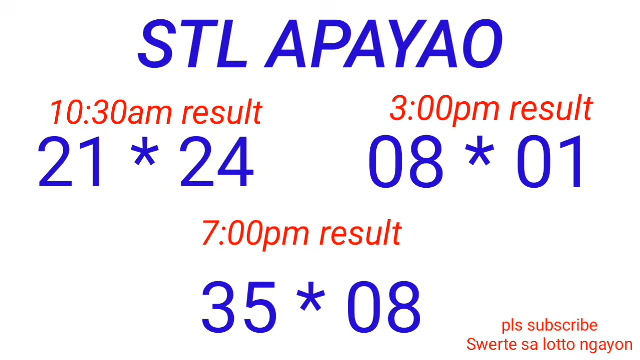 STL APAYAO
10:30am result
21 * 24
3:00pm result
08 * 01
7:00pm result
35 * 08
pls subscribe
Swerte sa lotto ngayon